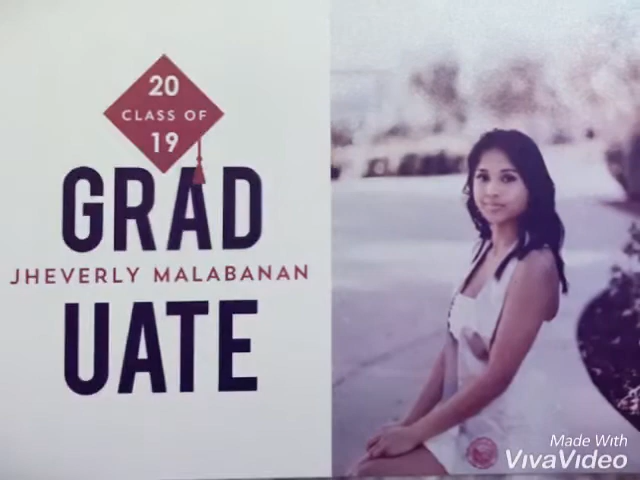 20
CLASS OF
19
GRAD
JHEVERLY MALABANAN
UATE
Made With
VivaVideo